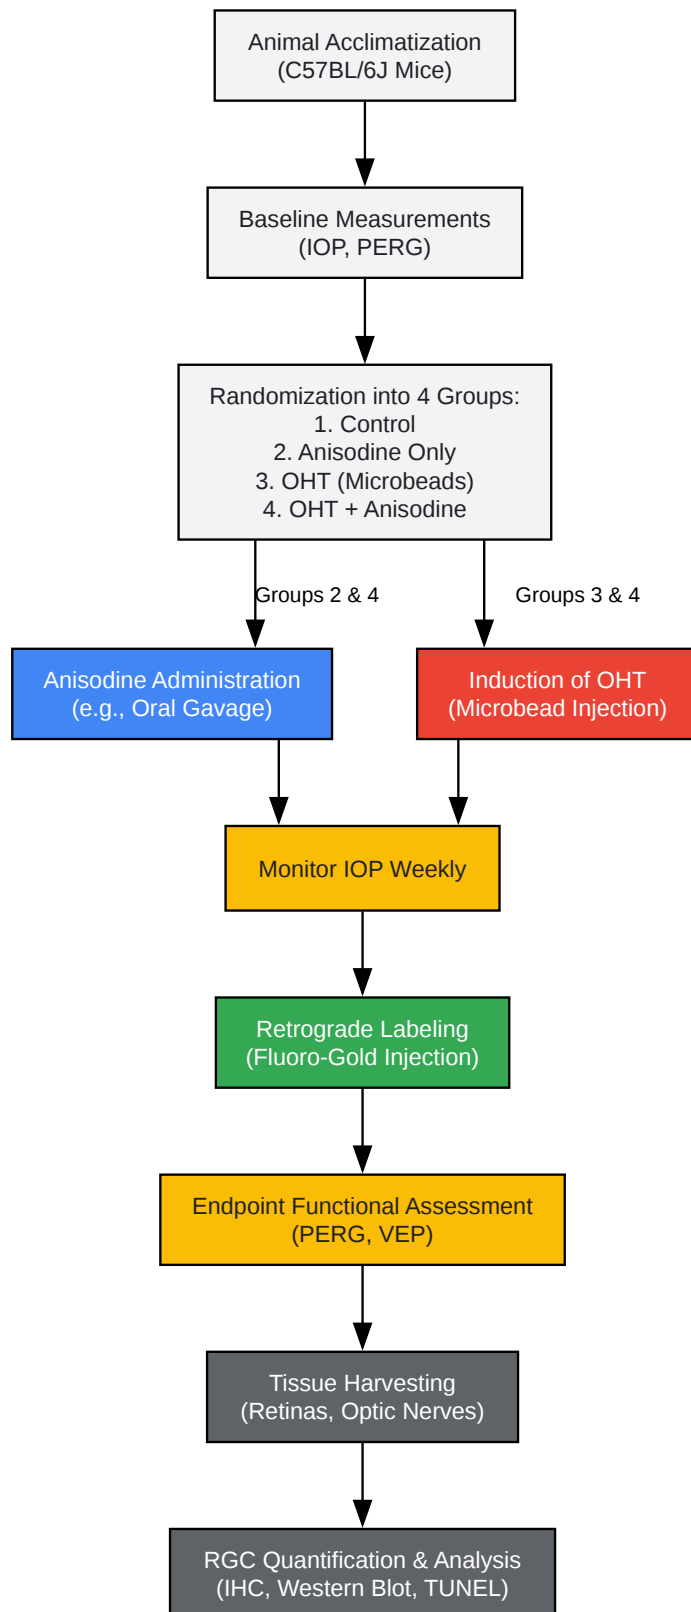 Animal Acclimatization
(C57BL/6J Mice)
Baseline Measurements
(IOP, PERG)
Randomization into 4 Groups:
1. Control
2. Anisodine Only
3. OHT (Microbeads)
4. OHT + Anisodine
Groups 2 & 4
Groups 3 & 4
Anisodine Administration
(e.g., Oral Gavage)
Induction of OHT
(Microbead Injection)
Monitor IOP Weekly
Retrograde Labeling
(Fluoro-Gold Injection)
Endpoint Functional Assessment
(PERG, VEP)
Tissue Harvesting
(Retinas, Optic Nerves)
RGC Quantification & Analysis
(IHC, Western Blot, TUNEL)